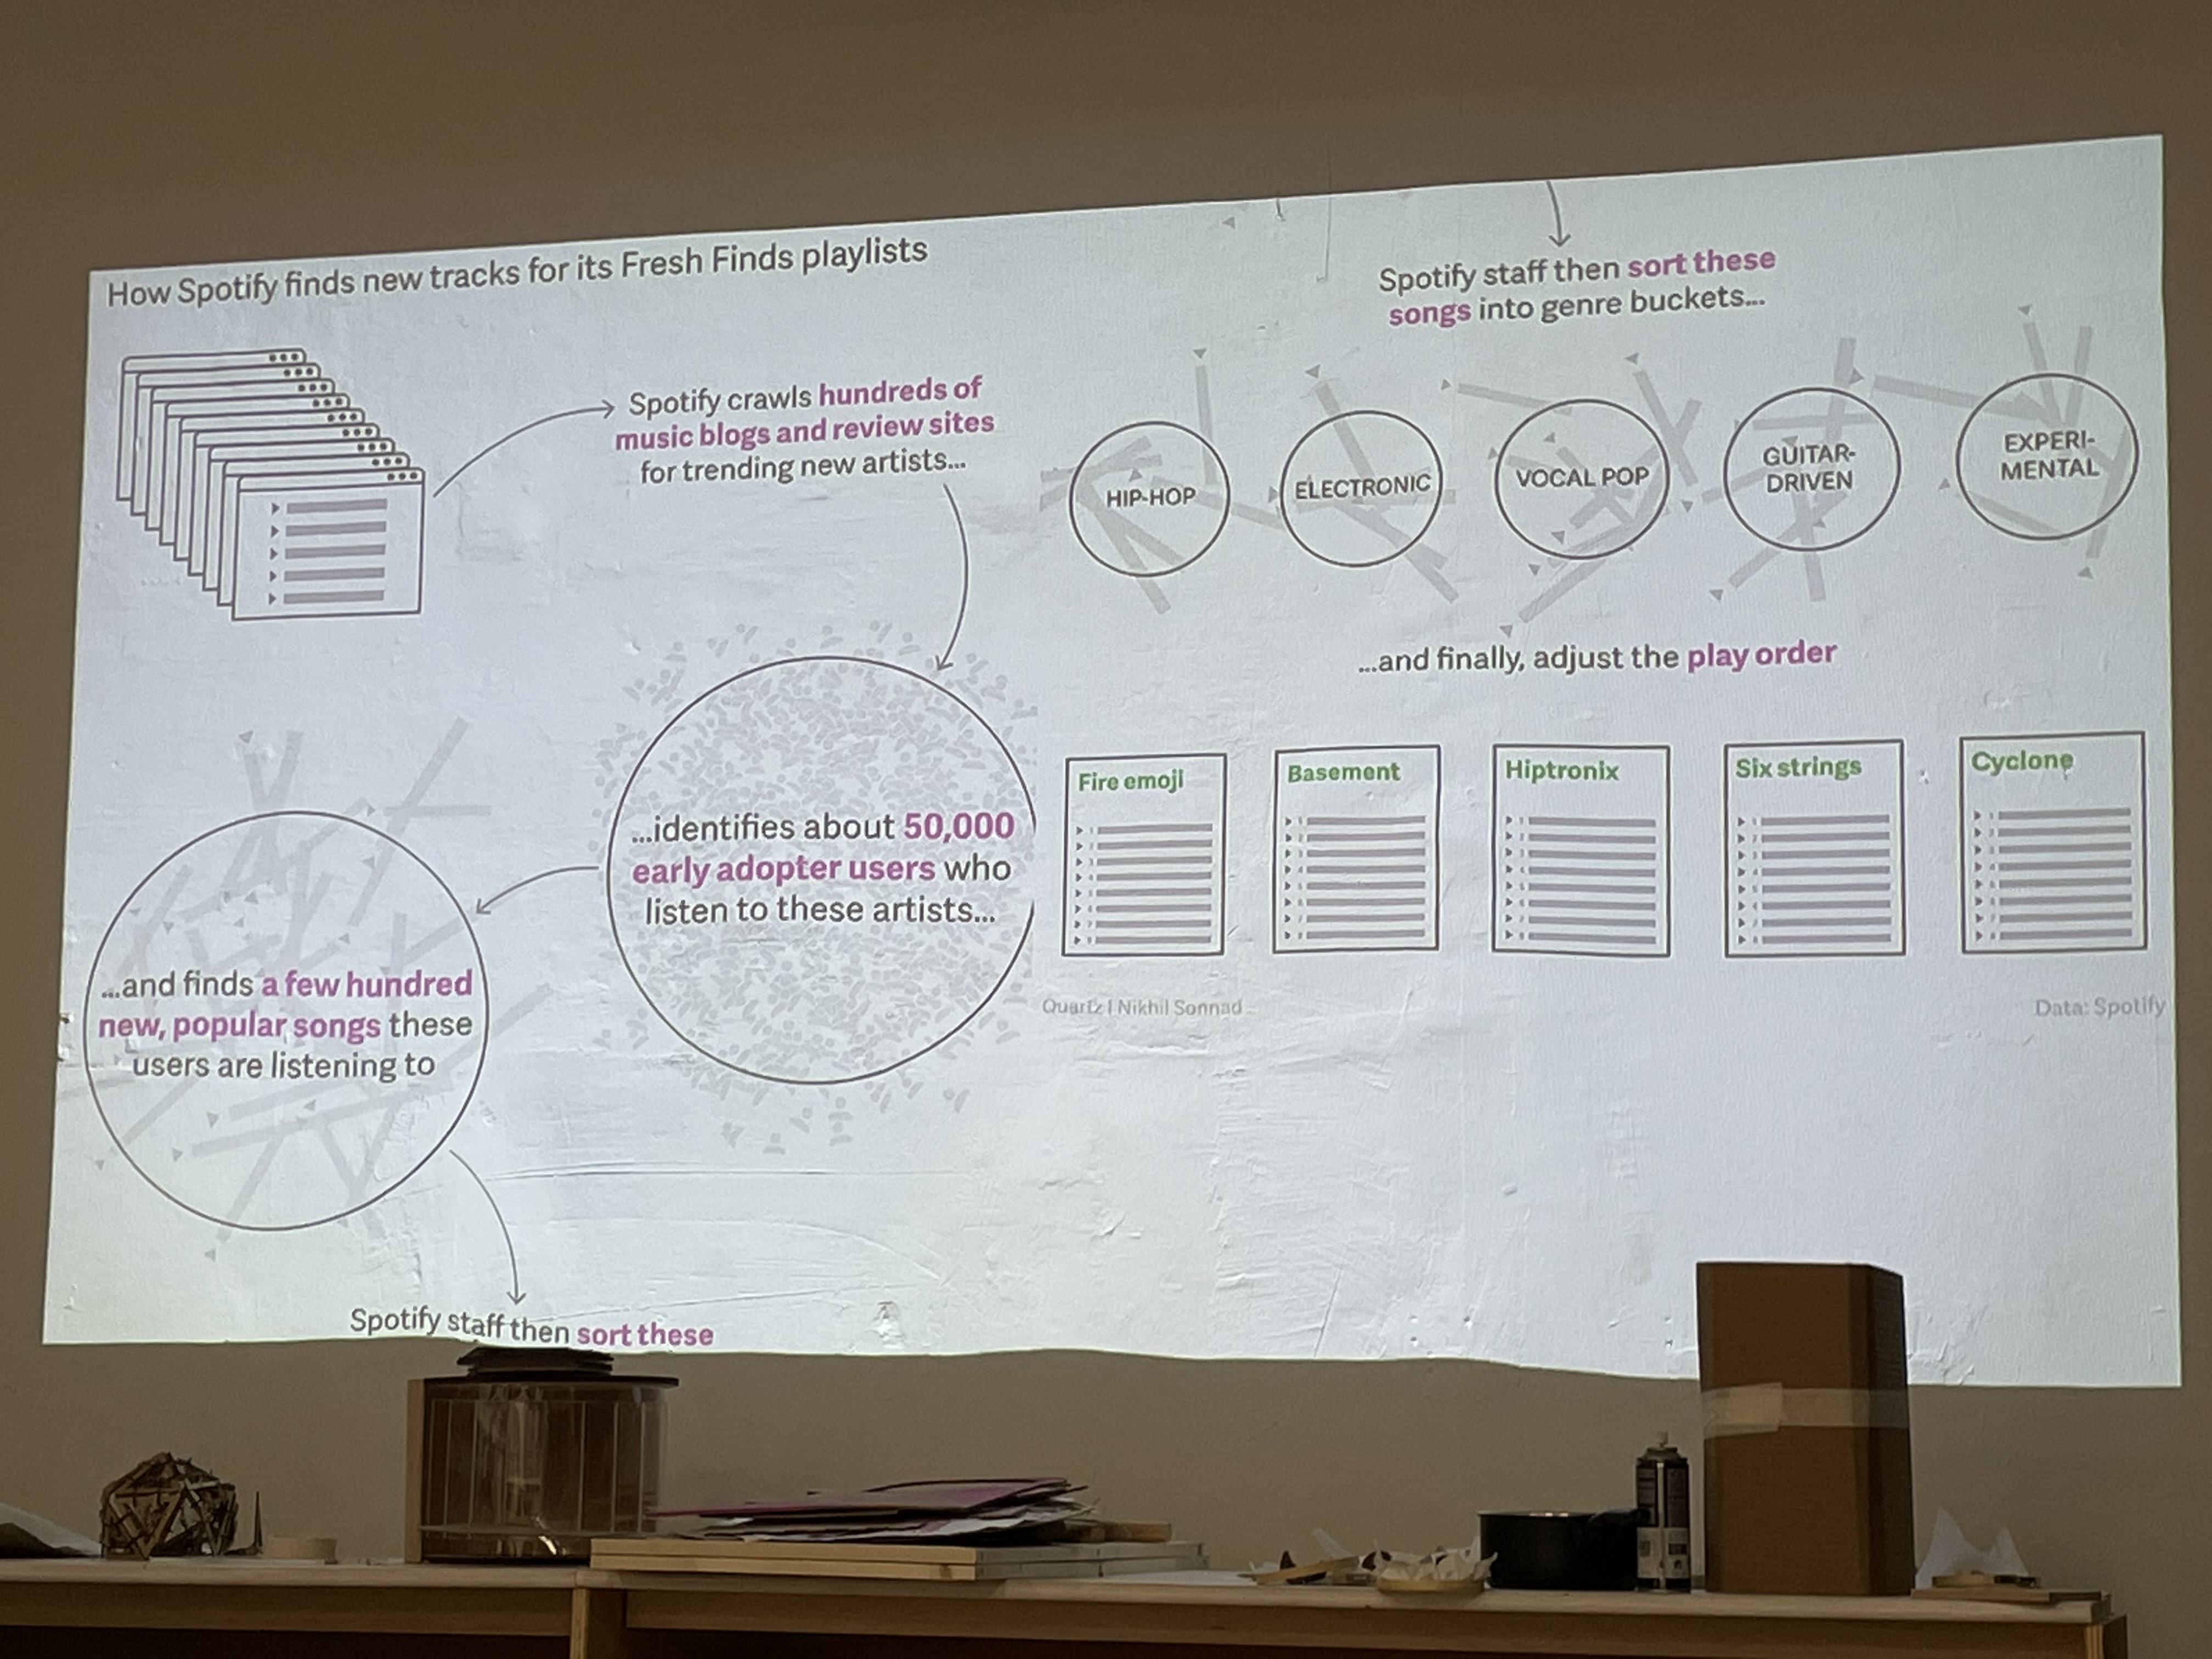 How Spotify finds new tracks for its Fresh Finds playlists
Spotify crawls hundreds of
music blogs and review sites
for trending new artists...
...identifies about 50,000
early adopter users who
listen to these artists...
...and finds a few hundred
new, popular songs these
users are listening to
Spotify staff then sort these
Spotify staff then sort these
songs into genre buckets...
HIP-HOP
ELECTRONIC
VOCAL POP
GUITAR-
DRIVEN
EXPERI-
MENTAL
...and finally, adjust the play order
Fire emoji
Basement
Hiptronix
Six strings
Cyclone
Quartz | Nikhil Sonnad
Data: Spotify